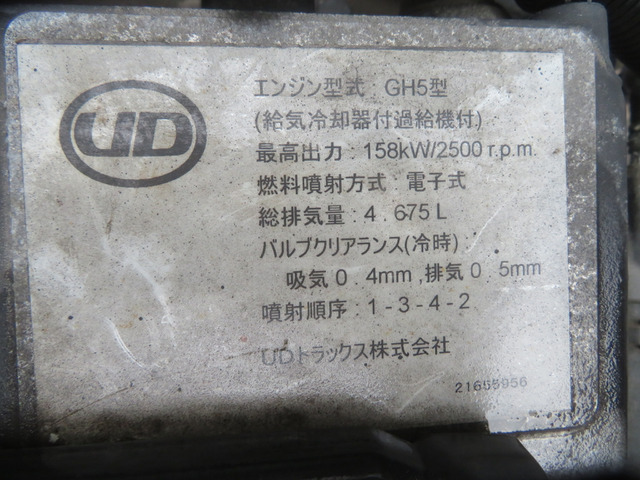 UD
エンジン型式 : GH5型
(給気冷却器付過給機付)
最高出力 : 158kW/2500 r.p.m.
燃料噴射方式 : 電子式
総排気量 : 4.675 L
バルブクリアランス(冷時) :
吸気 0.4mm ,排気 0.5mm
噴射順序 : 1-3-4-2
UDトラックス株式会社
21655956